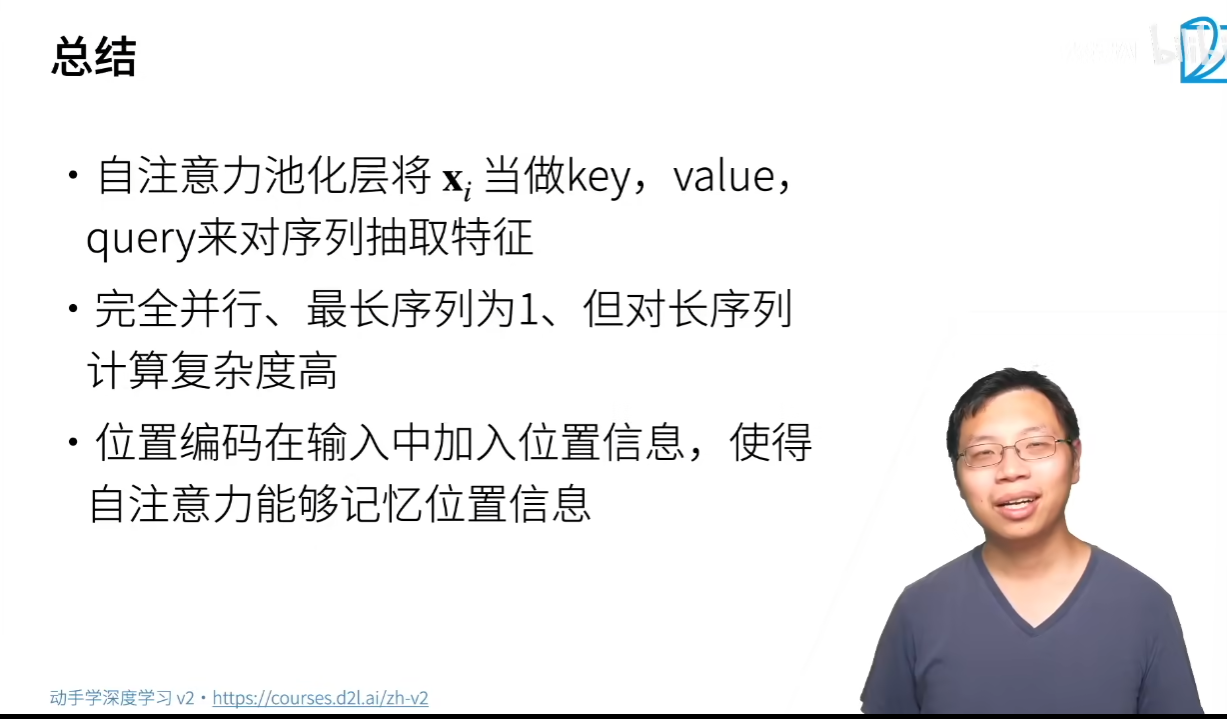 总结
·自注意力池化层将 xᵢ 当做key，value，
query来对序列抽取特征
·完全并行、最长序列为1、但对长序列
计算复杂度高
·位置编码在输入中加入位置信息，使得
自注意力能够记忆位置信息
动手学深度学习 v2 · https://courses.d2l.ai/zh-v2